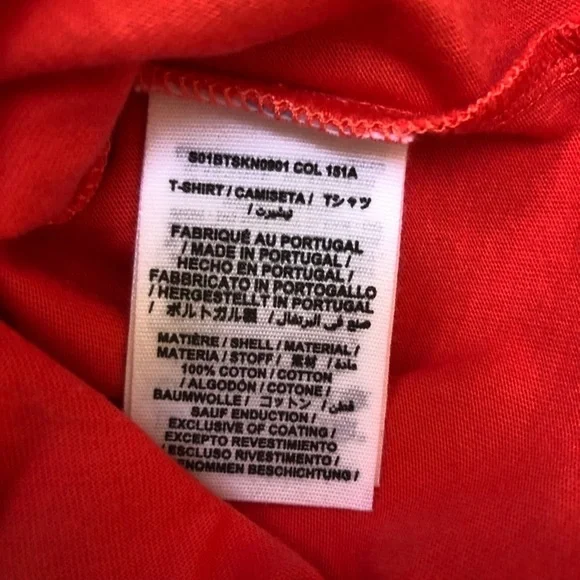 S01BTSKN0901 COL 151A
T-SHIRT / CAMISETA / Tシャツ
/ تيشيرت
FABRIQUÉ AU PORTUGAL
/ MADE IN PORTUGAL /
HECHO EN PORTUGAL /
FABBRICATO IN PORTOGALLO
/ HERGESTELLT IN PORTUGAL
/ ポルトガル製 / صنع في البرتغال
MATIÈRE / SHELL / MATERIAL /
MATERIA / STOFF / 素材 / مادة
100% COTON / COTTON
/ ALGODÓN / COTONE /
BAUMWOLLE / コットン / قطن
SAUF ENDUCTION /
EXCLUSIVE OF COATING /
EXCEPTO REVESTIMIENTO
/ ESCLUSO RIVESTIMENTO /
NOMMEN BESCHICHTUNG /